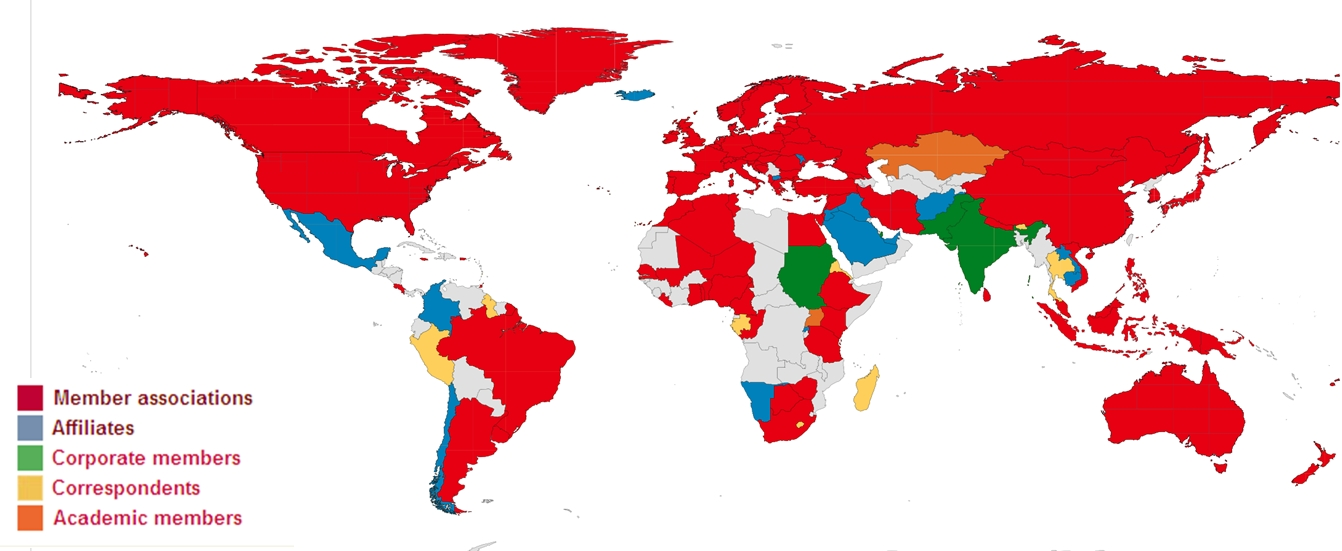 Member associations
Affiliates
Corporate members
Correspondents
Academic members